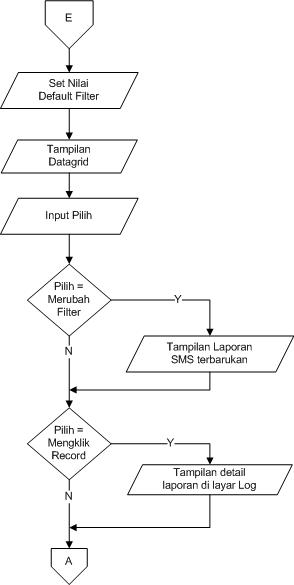 E
Set Nilai
Default Filter
Tampilan
Datagrid
Input Pilih
Pilih =
Merubah
Filter
Y
N
Tampilan Laporan
SMS terbarukan
Pilih =
Mengklik
Record
Y
N
Tampilan detail
laporan di layar Log
A